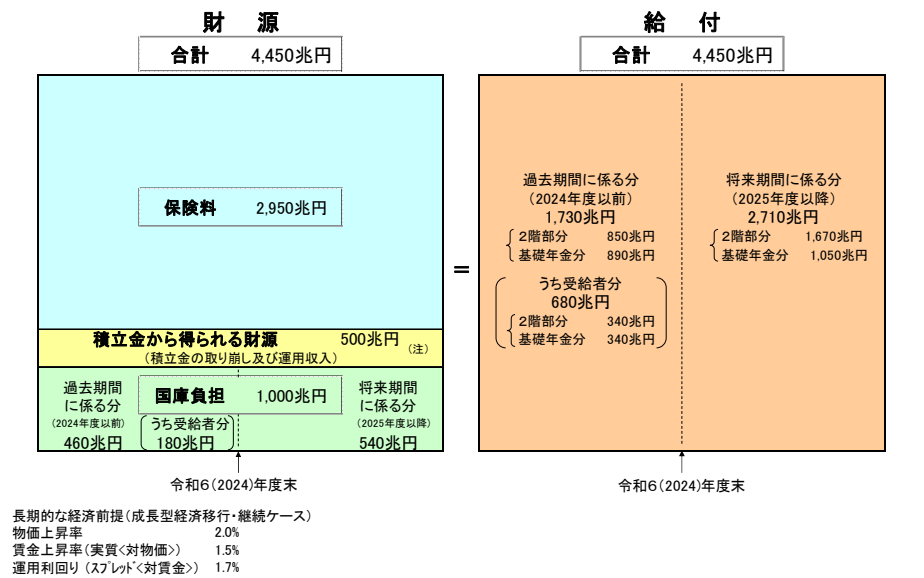 財 源
合計 4,450兆円
保険料 2,950兆円
積立金から得られる財源 500兆円 (注)
(積立金の取り崩し及び運用収入)
過去期間
に係る分
(2024年度以前)
460兆円
国庫負担 1,000兆円
うち受給者分
180兆円
将来期間
に係る分
(2025年度以降)
540兆円
令和6(2024)年度末
=
給 付
合計 4,450兆円
過去期間に係る分
(2024年度以前)
1,730兆円
2階部分 850兆円
基礎年金分 890兆円
うち受給者分
680兆円
2階部分 340兆円
基礎年金分 340兆円
将来期間に係る分
(2025年度以降)
2,710兆円
2階部分 1,670兆円
基礎年金分 1,050兆円
令和6(2024)年度末
長期的な経済前提(成長型経済移行・継続ケース)
物価上昇率 2.0%
賃金上昇率(実質<対物価>) 1.5%
運用利回り(スプレッド<対賃金>) 1.7%